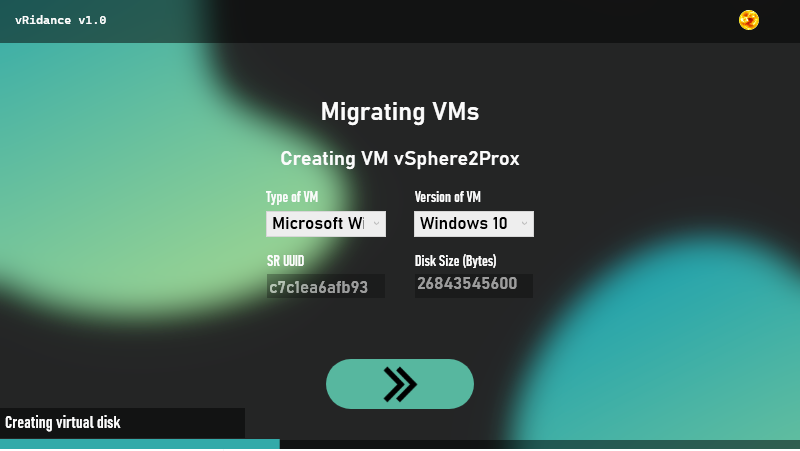 vRidance v1.0
Migrating VMs
Creating VM vSphere2Prox
Type of VM
Version of VM
Microsoft Wi
Windows 10
SR UUID
Disk Size (Bytes)
c7c1ea6afb93
26843545600
Creating virtual disk